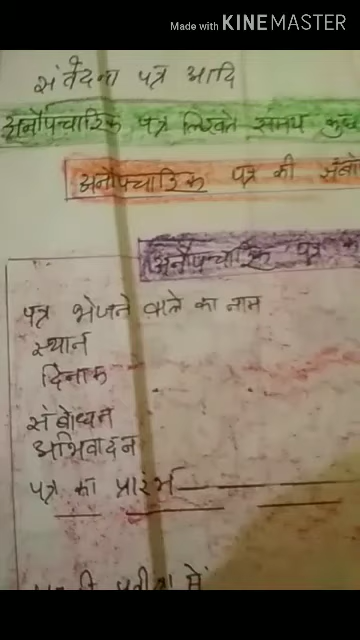 Made with KINEMASTER
संवेदना पत्र आदि
अनौपचारिक पत्र लिखते समय कुछ
अनौपचारिक पत्र की
अनौपचारिक पत्र
पत्र भेजने वाले का नाम
स्थान
दिनांक
संबोधन
अभिवादन
पत्र का प्रारंभ
में